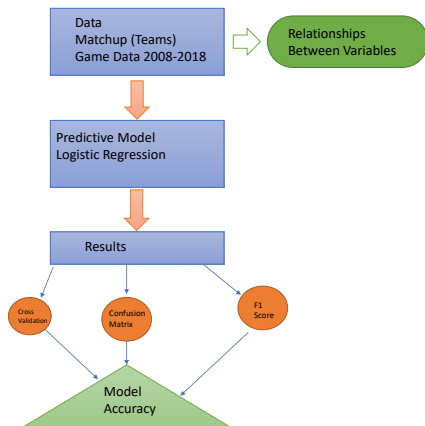 Data
Matchup (Teams)
Game Data 2008-2018
Relationships
Between Variables
Predictive Model
Logistic Regression
Results
Cross
Validation
Confusion
Matrix
F1
Score
Model
Accuracy